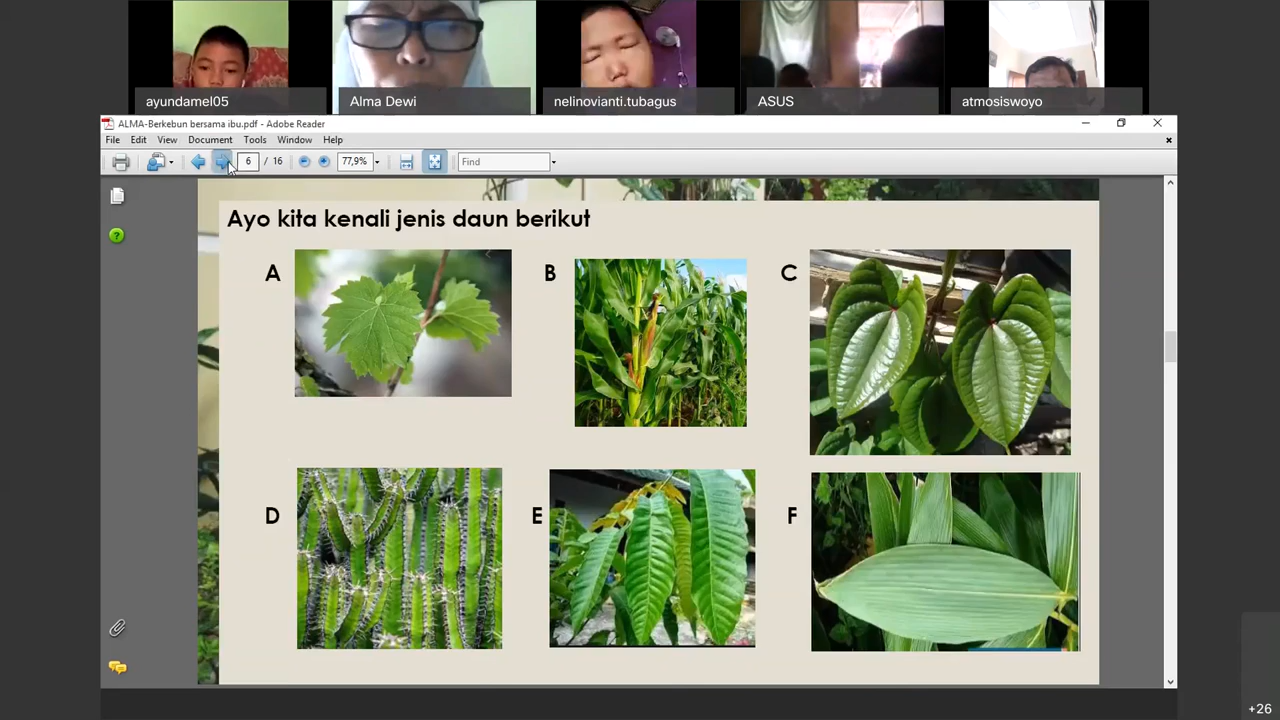 ayundamel05
Alma Dewi
nelinovianti.tubagus
ASUS
atmosiswoyo
ALMA-Berkebun bersama ibu.pdf - Adobe Reader
File Edit View Document Tools Window Help
6 / 16 77,9% Find
Ayo kita kenali jenis daun berikut
A
B
C
D
E
F
+26